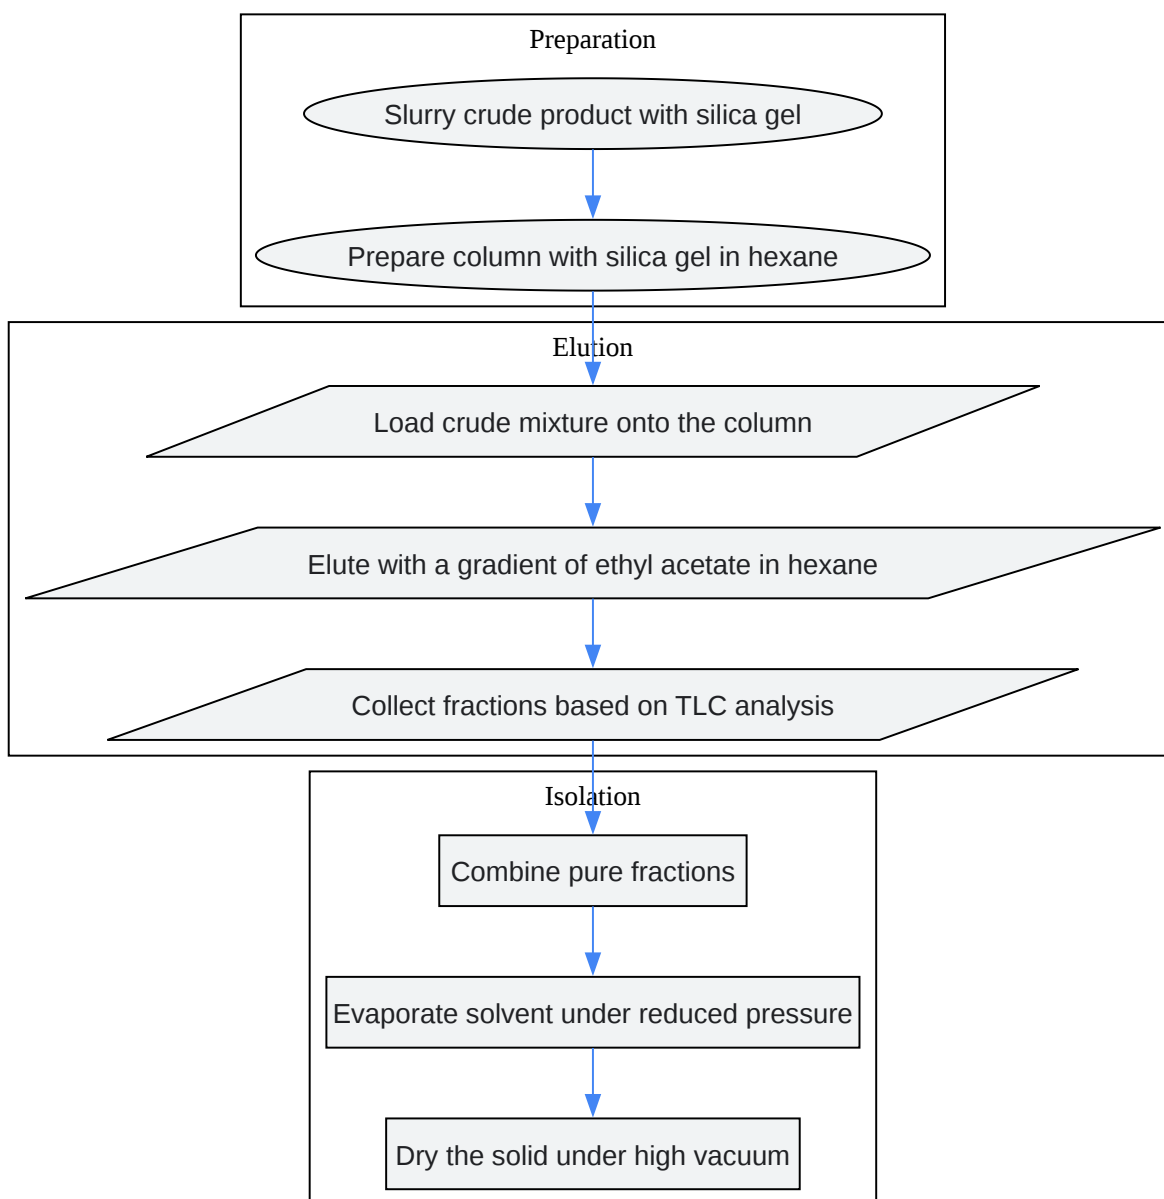 Preparation
Slurry crude product with silica gel
Prepare column with silica gel in hexane
Elution
Load crude mixture onto the column
Elute with a gradient of ethyl acetate in hexane
Collect fractions based on TLC analysis
Isolation
Combine pure fractions
Evaporate solvent under reduced pressure
Dry the solid under high vacuum